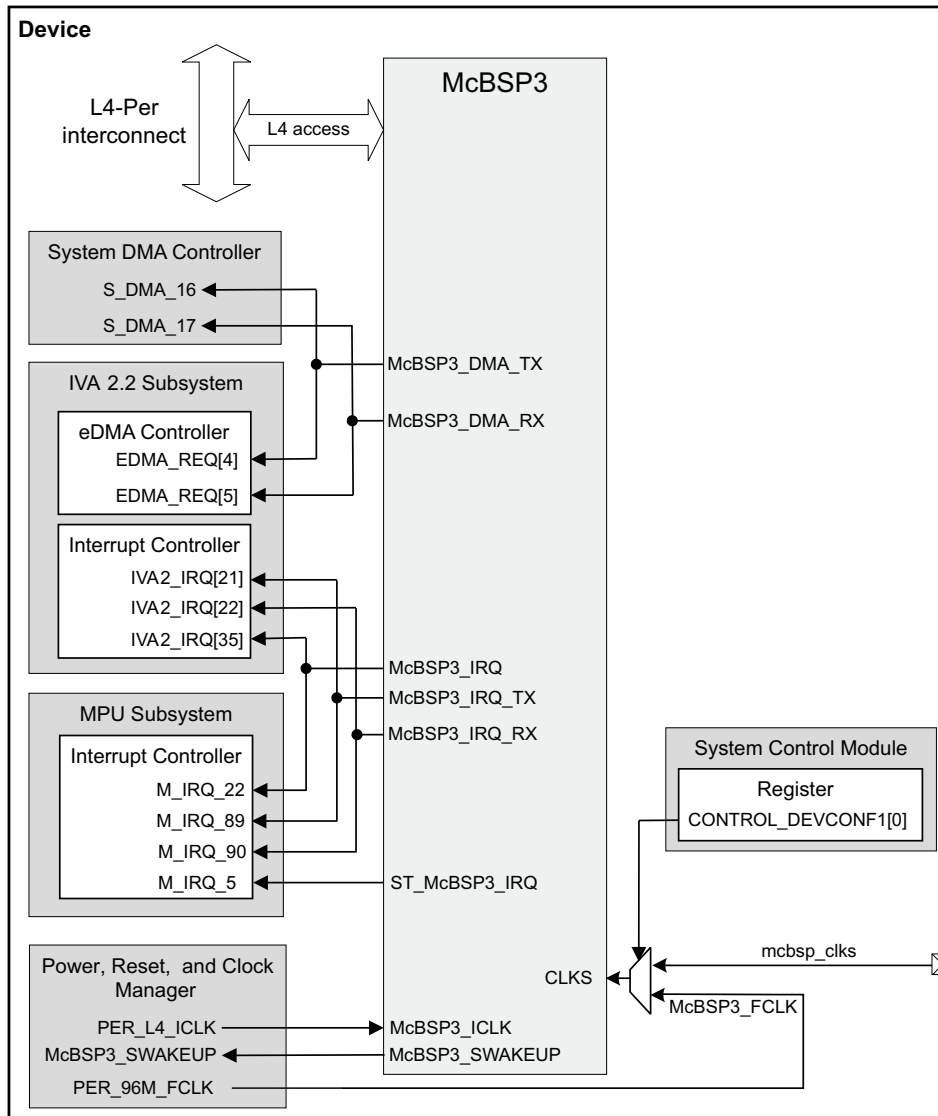 Device
L4-Per
interconnect
L4 access
McBSP3
System DMA Controller
S_DMA_16
S_DMA_17
McBSP3_DMA_TX
McBSP3_DMA_RX
IVA 2.2 Subsystem
eDMA Controller
EDMA_REQ[4]
EDMA_REQ[5]
Interrupt Controller
IVA2_IRQ[21]
IVA2_IRQ[22]
IVA2_IRQ[35]
McBSP3_IRQ
McBSP3_IRQ_TX
McBSP3_IRQ_RX
MPU Subsystem
Interrupt Controller
M_IRQ_22
M_IRQ_89
M_IRQ_90
M_IRQ_5
ST_McBSP3_IRQ
System Control Module
Register
CONTROL_DEVCONF1[0]
mcbsp_clks
CLKS
McBSP3_FCLK
Power, Reset, and Clock
Manager
PER_L4_ICLK
McBSP3_SWAKEUP
PER_96M_FCLK
McBSP3_ICLK
McBSP3_SWAKEUP